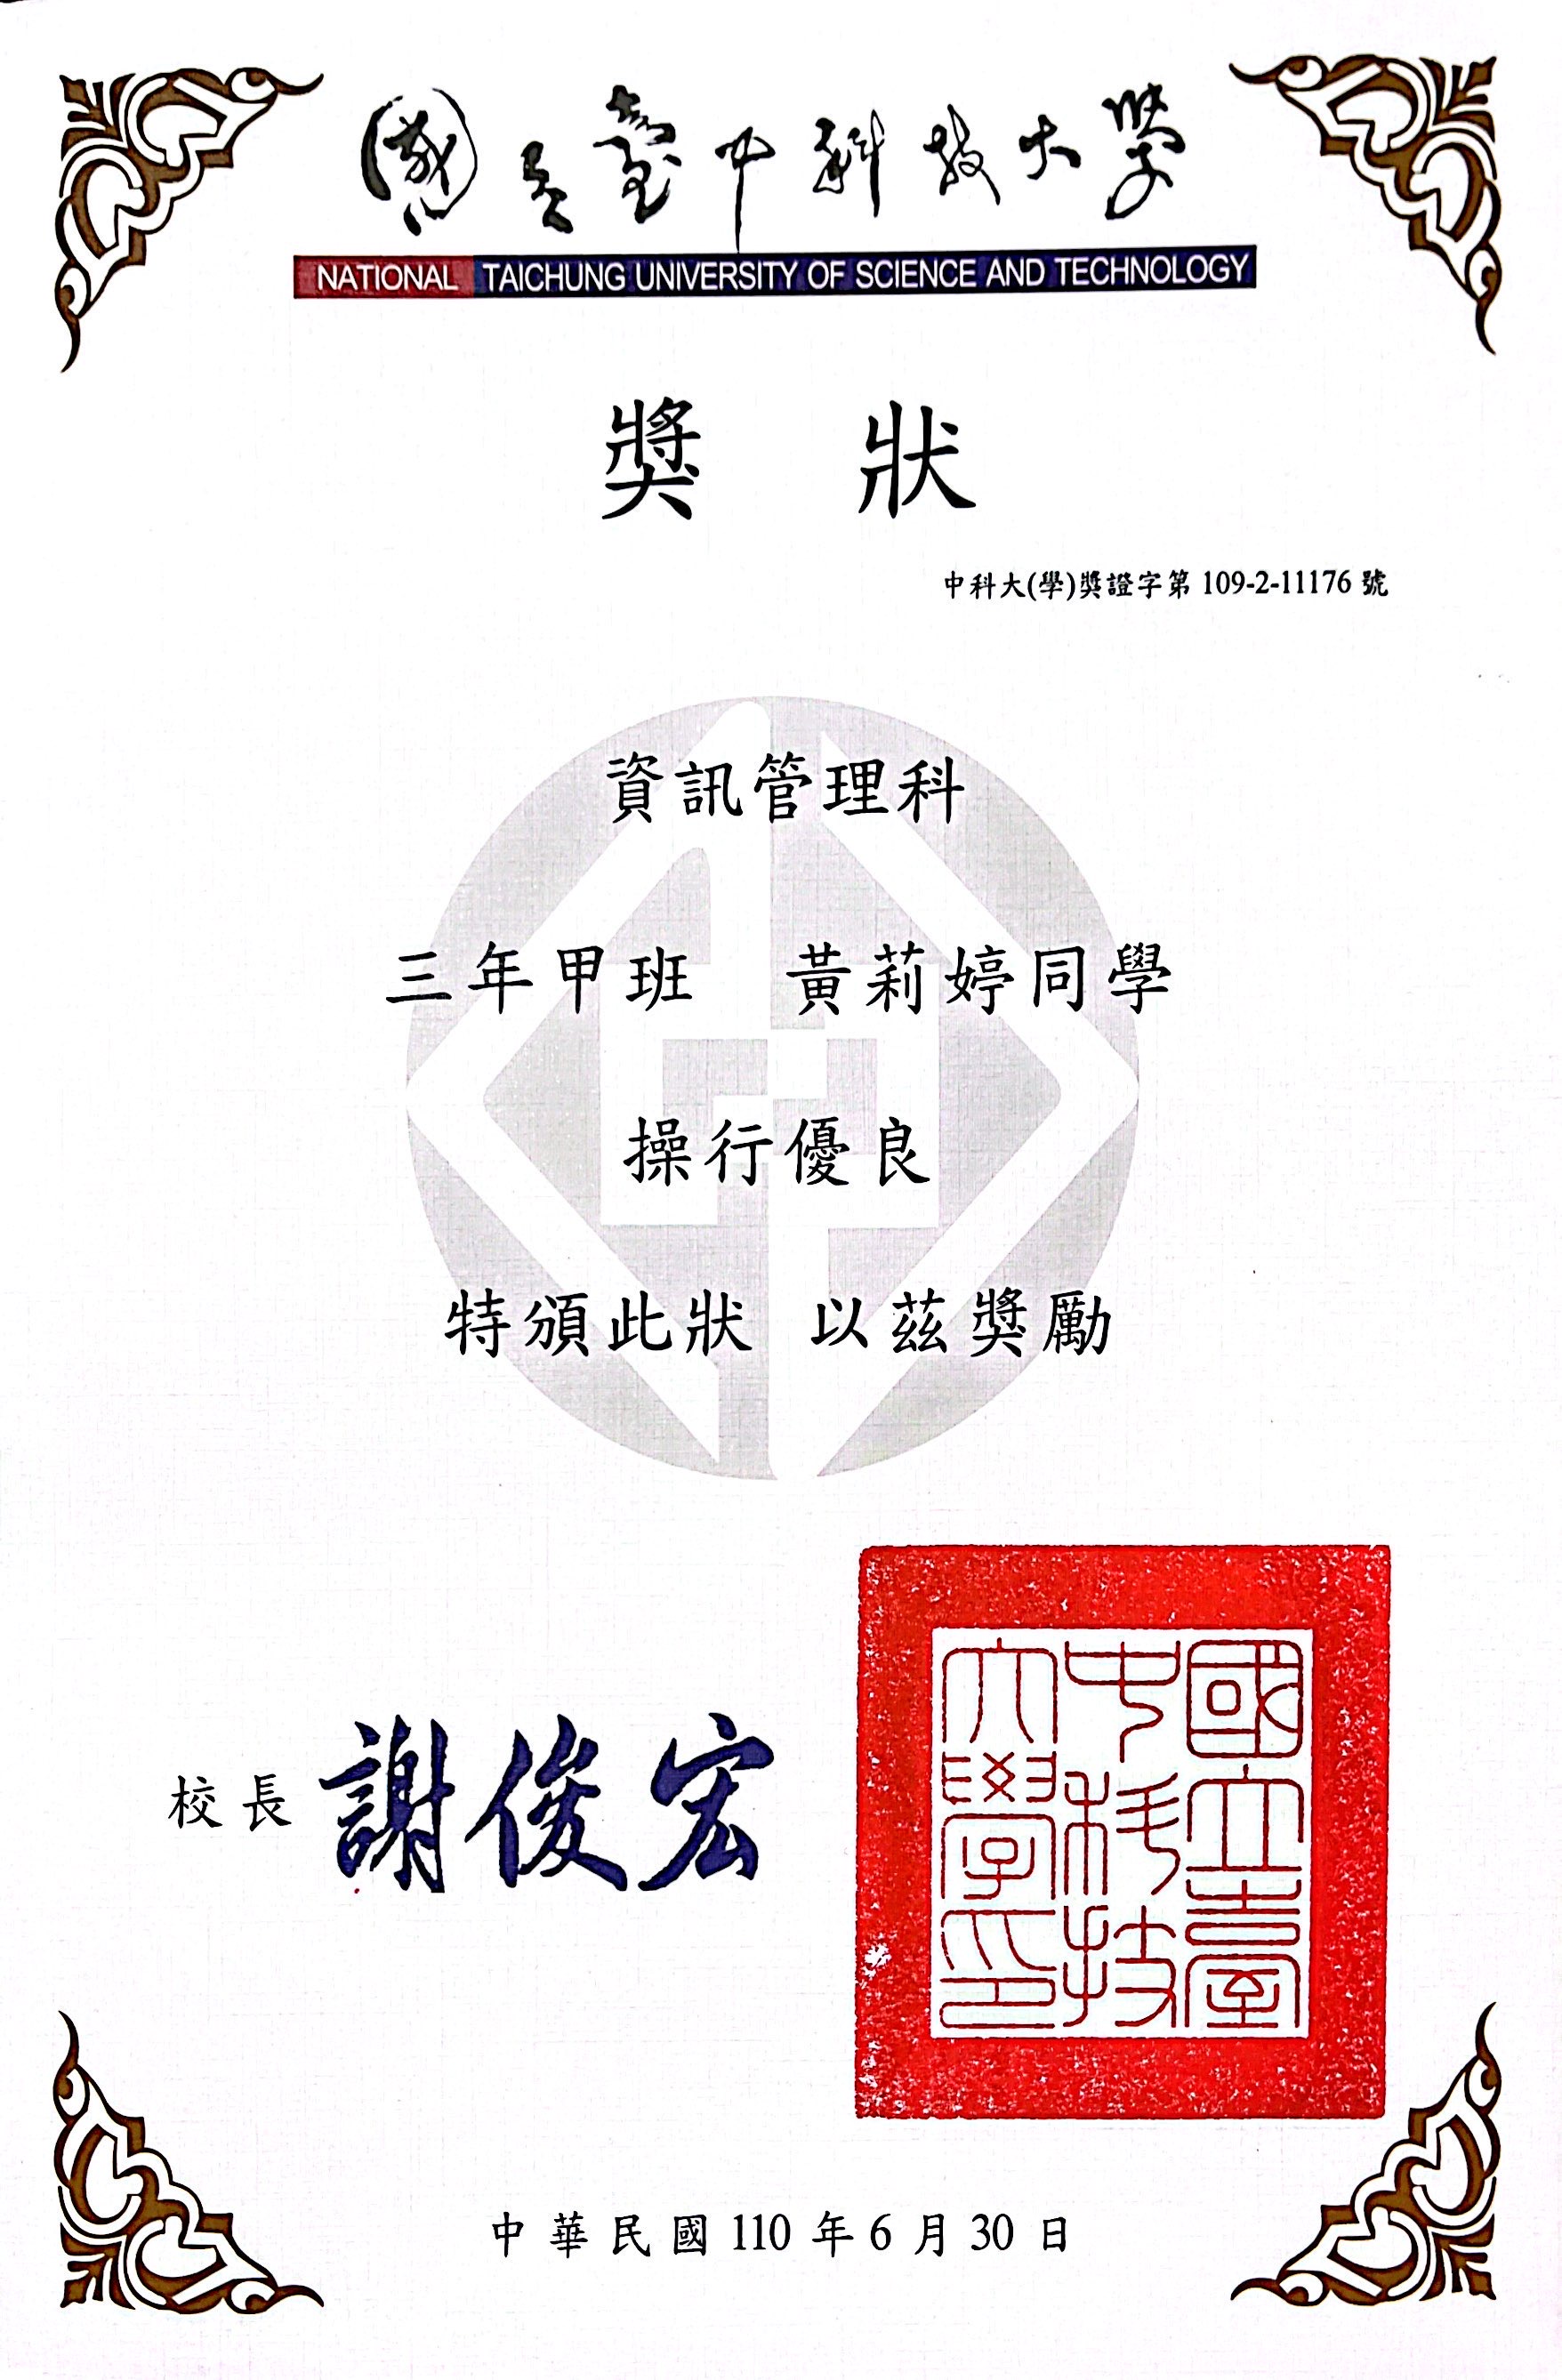 國立臺中科技大學
NATIONAL TAICHUNG UNIVERSITY OF SCIENCE AND TECHNOLOGY
獎狀
中科大(學)獎證字第 109-2-11176 號
資訊管理科
三年甲班 黃莉婷同學
操行優良
特頒此狀 以茲獎勵
校長 謝俊宏
國立臺
中科技
大學印
中華民國 110 年 6 月 30 日